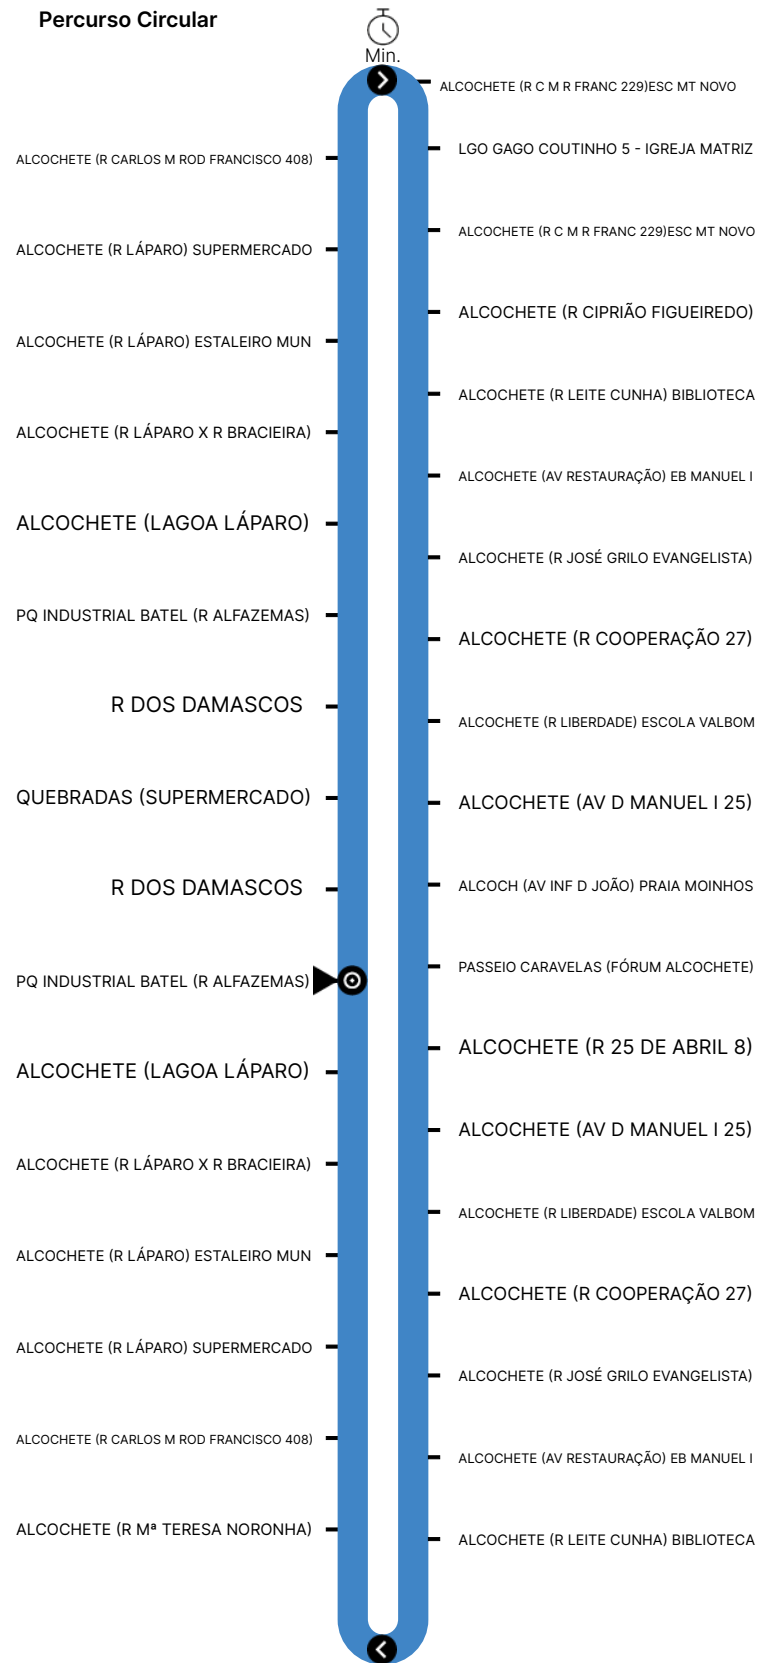 Percurso Circular
Min.
ALCOCHETE (R C M R FRANC 229)ESC MT NOVO
LGO GAGO COUTINHO 5 - IGREJA MATRIZ
ALCOCHETE (R C M R FRANC 229)ESC MT NOVO
ALCOCHETE (R CIPRIÃO FIGUEIREDO)
ALCOCHETE (R LEITE CUNHA) BIBLIOTECA
ALCOCHETE (AV RESTAURAÇÃO) EB MANUEL I
ALCOCHETE (R JOSÉ GRILO EVANGELISTA)
ALCOCHETE (R COOPERAÇÃO 27)
ALCOCHETE (R LIBERDADE) ESCOLA VALBOM
ALCOCHETE (AV D MANUEL I 25)
ALCOCH (AV INF D JOÃO) PRAIA MOINHOS
PASSEIO CARAVELAS (FÓRUM ALCOCHETE)
ALCOCHETE (R 25 DE ABRIL 8)
ALCOCHETE (AV D MANUEL I 25)
ALCOCHETE (R LIBERDADE) ESCOLA VALBOM
ALCOCHETE (R COOPERAÇÃO 27)
ALCOCHETE (R JOSÉ GRILO EVANGELISTA)
ALCOCHETE (AV RESTAURAÇÃO) EB MANUEL I
ALCOCHETE (R LEITE CUNHA) BIBLIOTECA
ALCOCHETE (R CARLOS M ROD FRANCISCO 408)
ALCOCHETE (R LÁPARO) SUPERMERCADO
ALCOCHETE (R LÁPARO) ESTALEIRO MUN
ALCOCHETE (R LÁPARO X R BRACIEIRA)
ALCOCHETE (LAGOA LÁPARO)
PQ INDUSTRIAL BATEL (R ALFAZEMAS)
R DOS DAMASCOS
QUEBRADAS (SUPERMERCADO)
R DOS DAMASCOS
PQ INDUSTRIAL BATEL (R ALFAZEMAS)
ALCOCHETE (LAGOA LÁPARO)
ALCOCHETE (R LÁPARO X R BRACIEIRA)
ALCOCHETE (R LÁPARO) ESTALEIRO MUN
ALCOCHETE (R LÁPARO) SUPERMERCADO
ALCOCHETE (R CARLOS M ROD FRANCISCO 408)
ALCOCHETE (R Mª TERESA NORONHA)